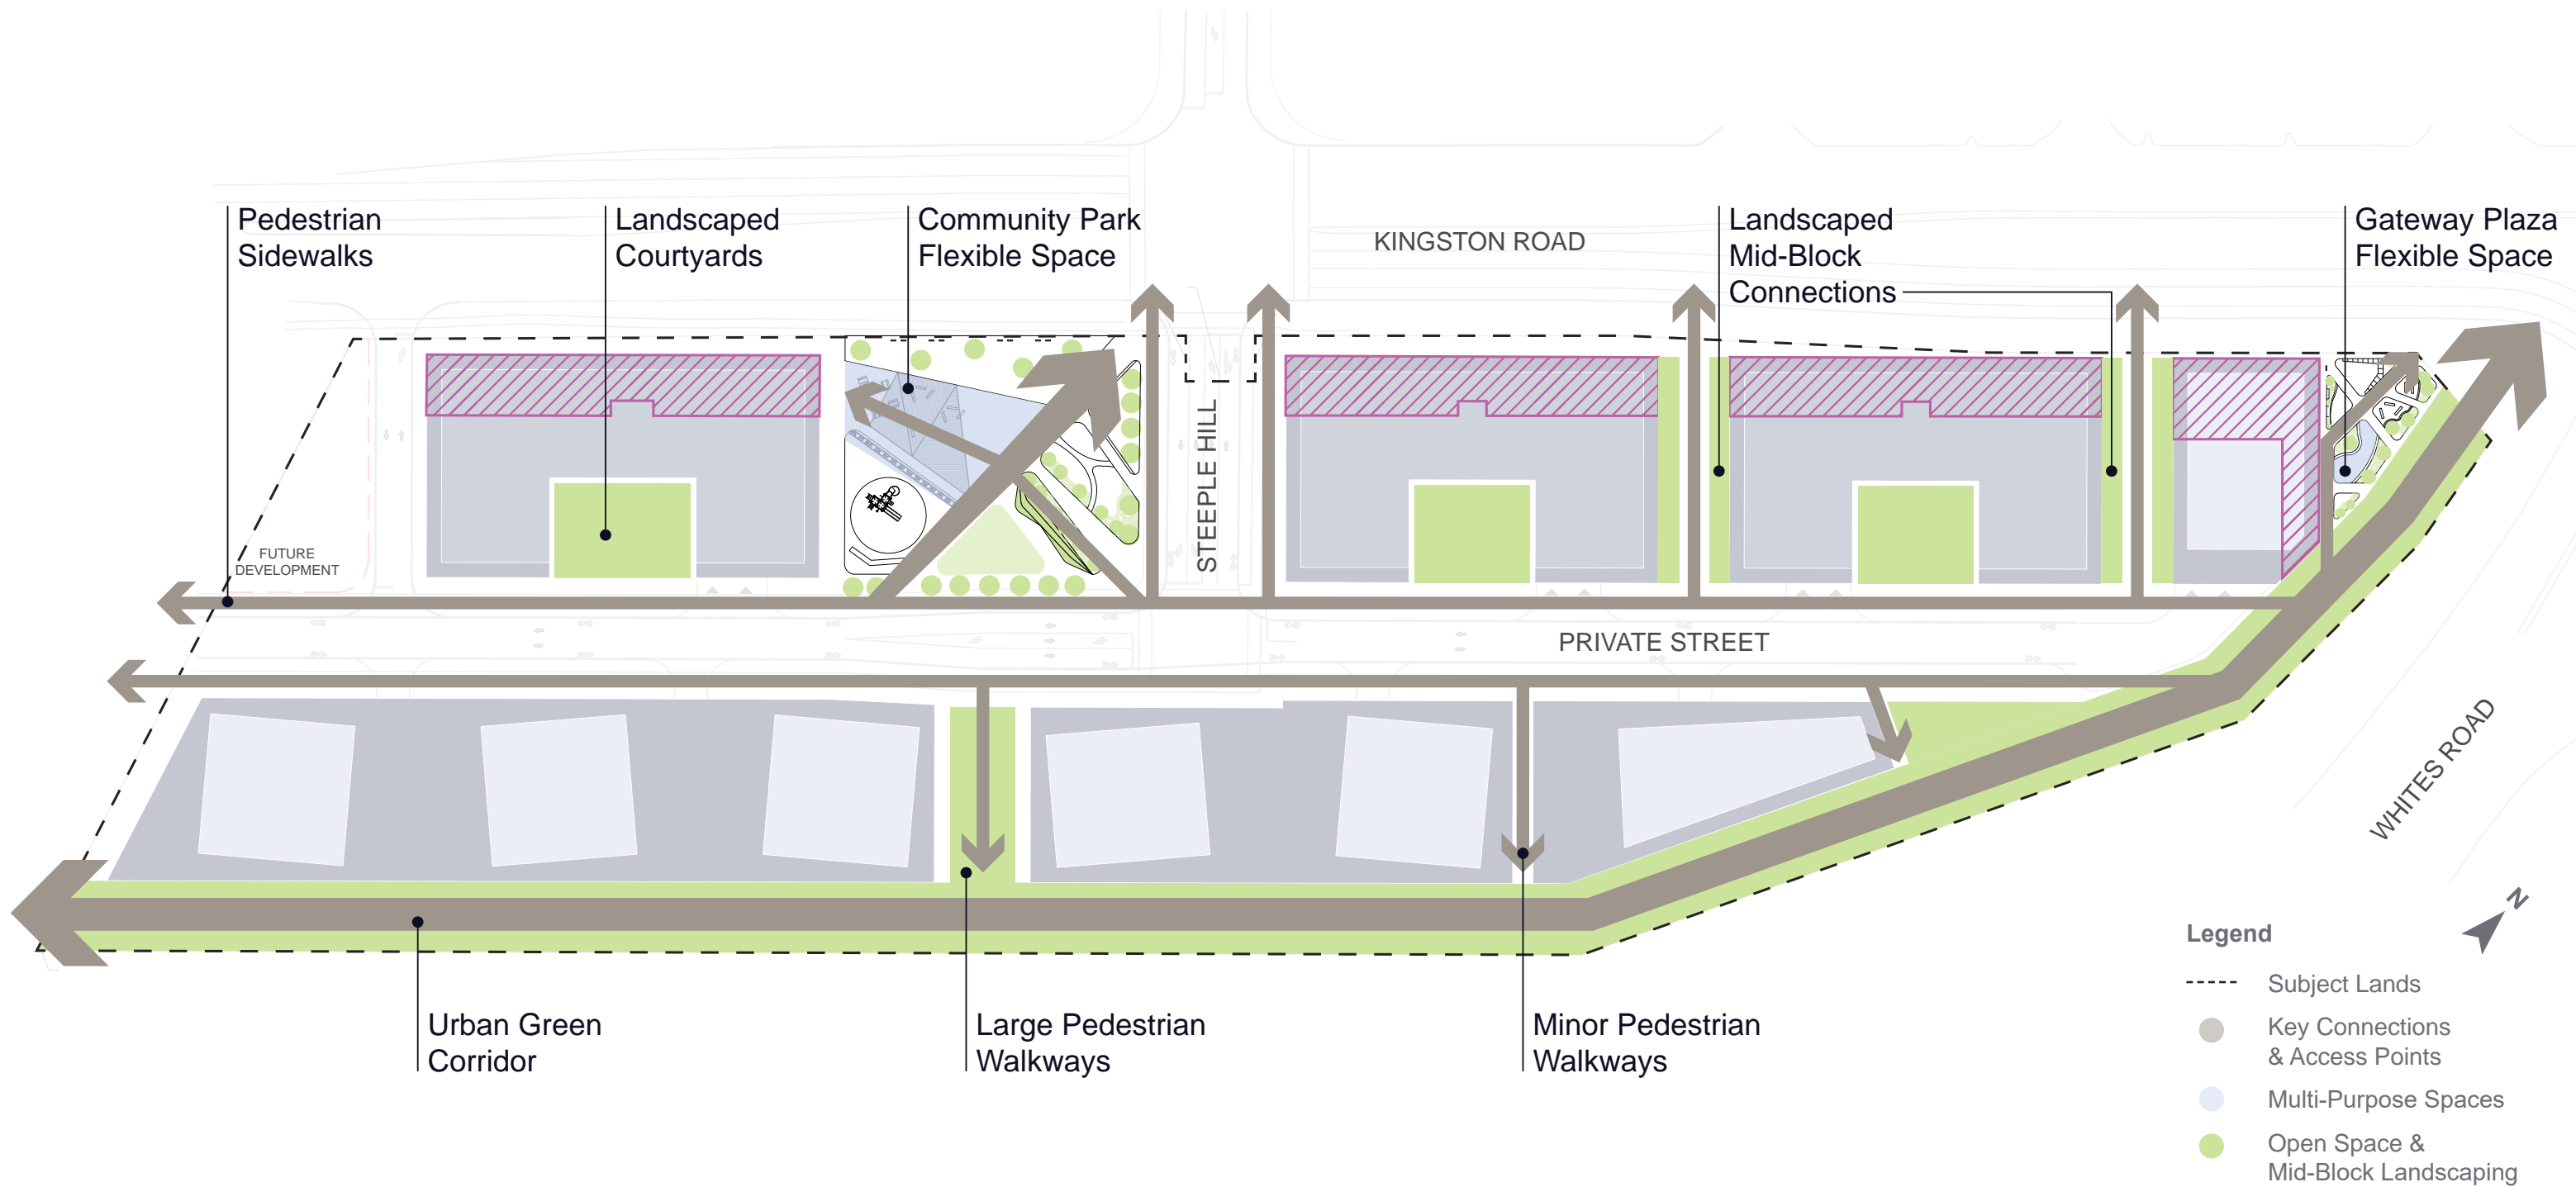 Pedestrian
Sidewalks
Landscaped
Courtyards
Community Park
Flexible Space
KINGSTON ROAD
Landscaped
Mid-Block
Connections
Gateway Plaza
Flexible Space
STEEPLE HILL
FUTURE
DEVELOPMENT
PRIVATE STREET
WHITES ROAD
Urban Green
Corridor
Large Pedestrian
Walkways
Minor Pedestrian
Walkways
N
Legend
Subject Lands
Key Connections
& Access Points
Multi-Purpose Spaces
Open Space &
Mid-Block Landscaping